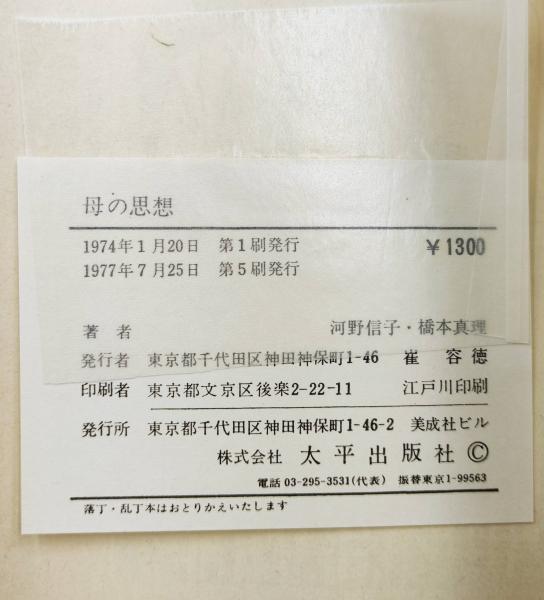 母の思想
1974年1月20日 第1刷発行 ¥1300
1977年7月25日 第5刷発行
著者 河野信子・橋本真理
発行者 東京都千代田区神田神保町1-46 崔容徳
印刷者 東京都文京区後楽2-22-11 江戸川印刷
発行所 東京都千代田区神田神保町1-46-2 美成社ビル
株式会社 太平出版社 ©
電話 03-295-3531(代表) 振替東京1-99563
落丁・乱丁本はおとりかえいたします